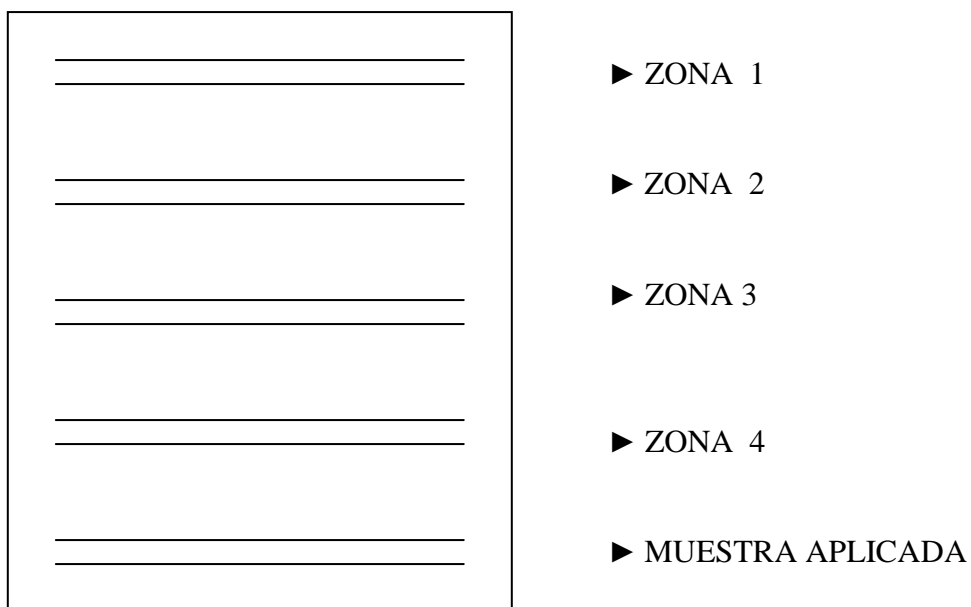 ► ZONA 1
► ZONA 2
► ZONA 3
► ZONA 4
► MUESTRA APLICADA